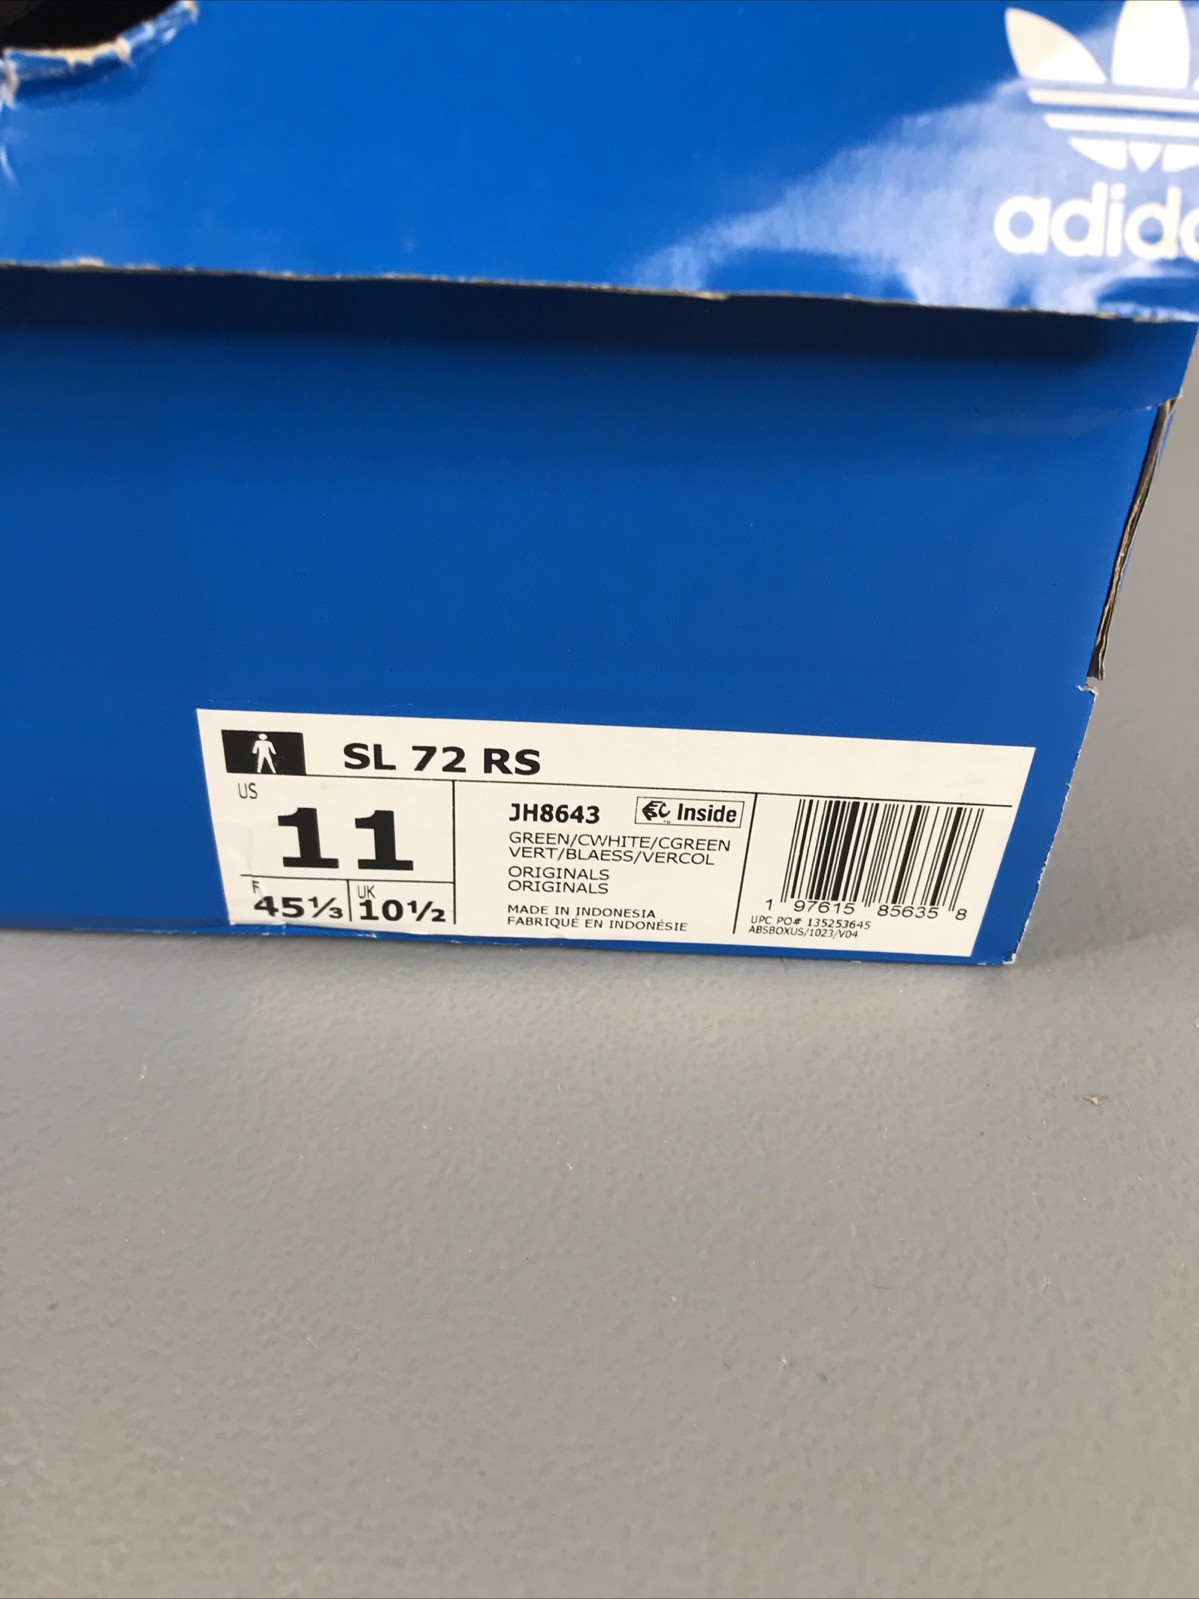 adidas
SL 72 RS
US
11
F
45⅓
UK
10½
JH8643
Inside
GREEN/CWHITE/CGREEN
VERT/BLAESS/VERCOL
ORIGINALS
ORIGINALS
MADE IN INDONESIA
FABRIQUÉ EN INDONÉSIE
1 97615 85635 8
UPC PO# 135253645
ABSBOXUS/1023/V04